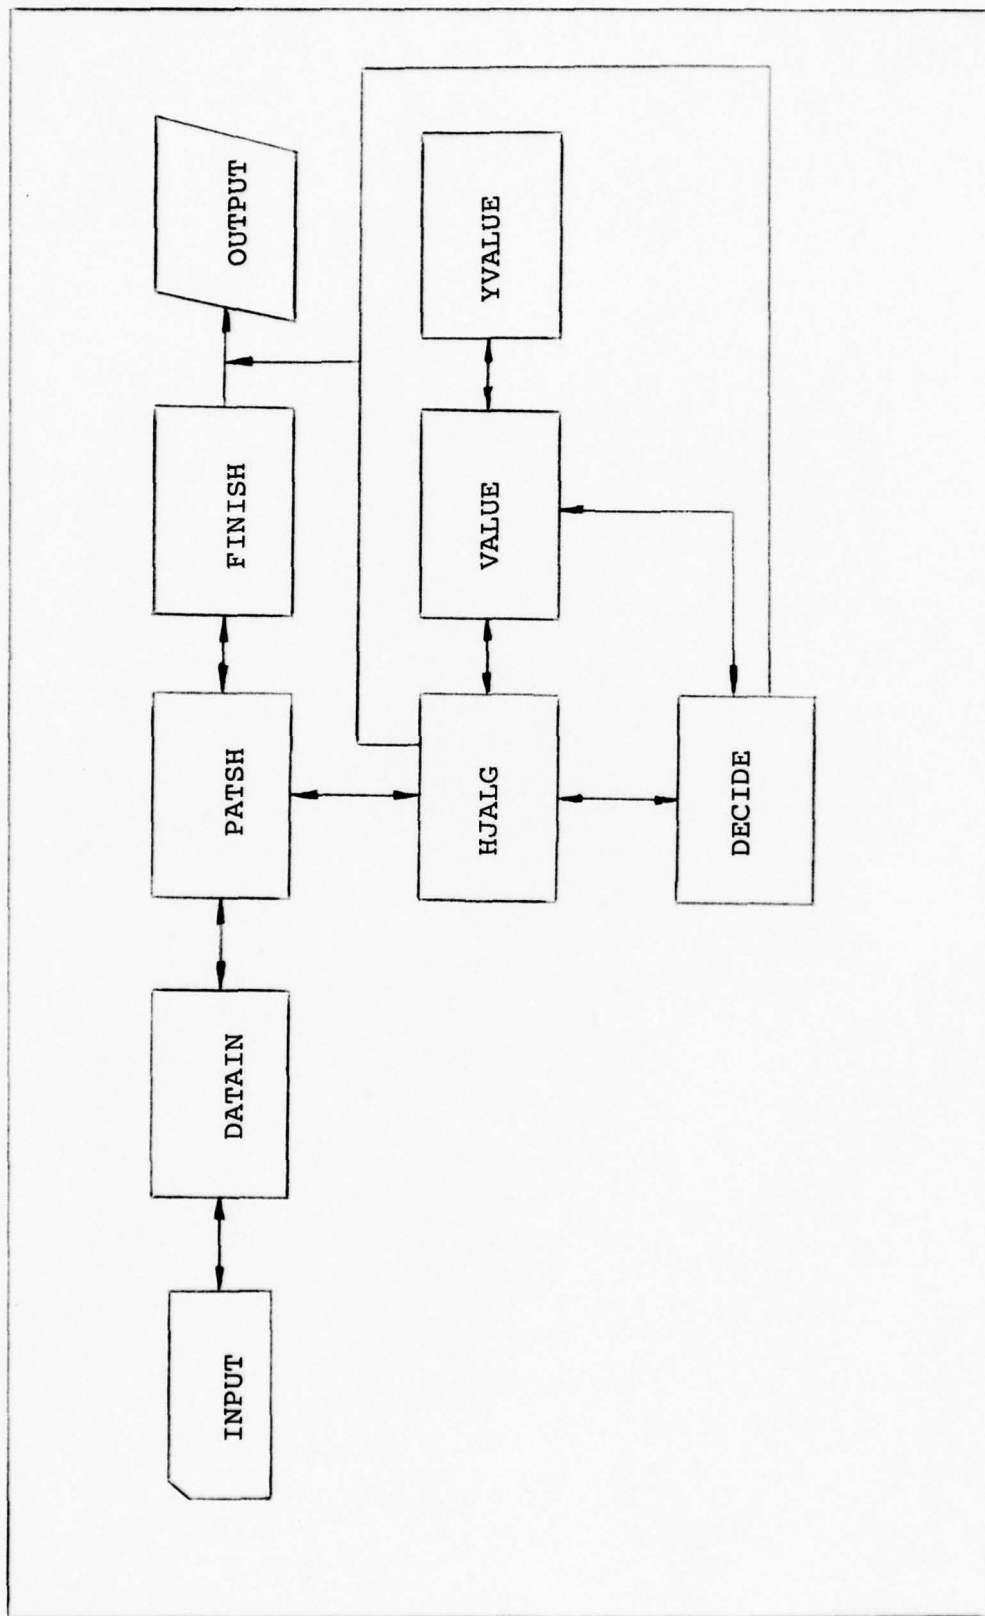 INPUT
DATAIN
PATSH
FINISH
OUTPUT
HJALG
VALUE
YVALUE
DECIDE